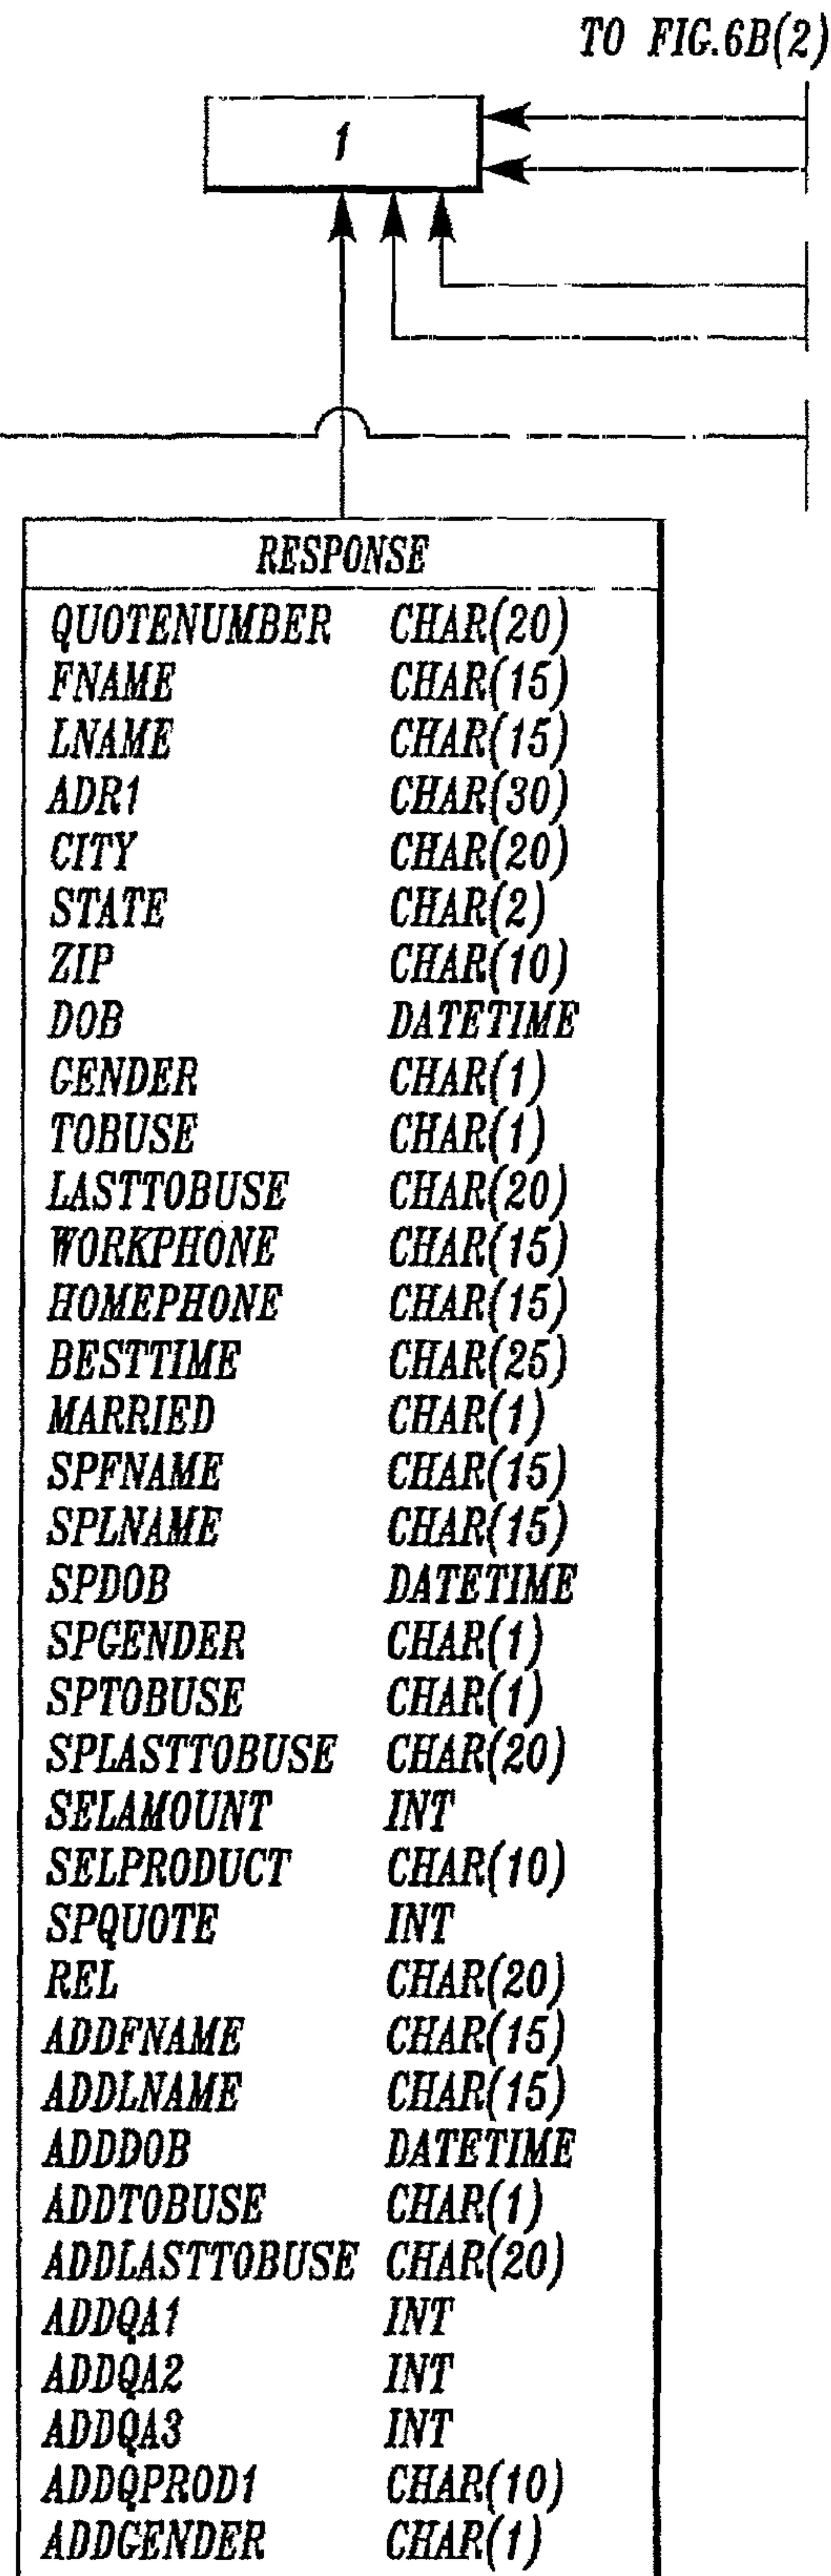 TO FIG.6B(2)
1
RESPONSE
QUOTENUMBER CHAR(20)
FNAME CHAR(15)
LNAME CHAR(15)
ADR1 CHAR(30)
CITY CHAR(20)
STATE CHAR(2)
ZIP CHAR(10)
DOB DATETIME
GENDER CHAR(1)
TOBUSE CHAR(1)
LASTTOBUSE CHAR(20)
WORKPHONE CHAR(15)
HOMEPHONE CHAR(15)
BESTTIME CHAR(25)
MARRIED CHAR(1)
SPFNAME CHAR(15)
SPLNAME CHAR(15)
SPDOB DATETIME
SPGENDER CHAR(1)
SPTOBUSE CHAR(1)
SPLASTTOBUSE CHAR(20)
SELAMOUNT INT
SELPRODUCT CHAR(10)
SPQUOTE INT
REL CHAR(20)
ADDFNAME CHAR(15)
ADDLNAME CHAR(15)
ADDDOB DATETIME
ADDTOBUSE CHAR(1)
ADDLASTTOBUSE CHAR(20)
ADDQA1 INT
ADDQA2 INT
ADDQA3 INT
ADDQPROD1 CHAR(10)
ADDGENDER CHAR(1)